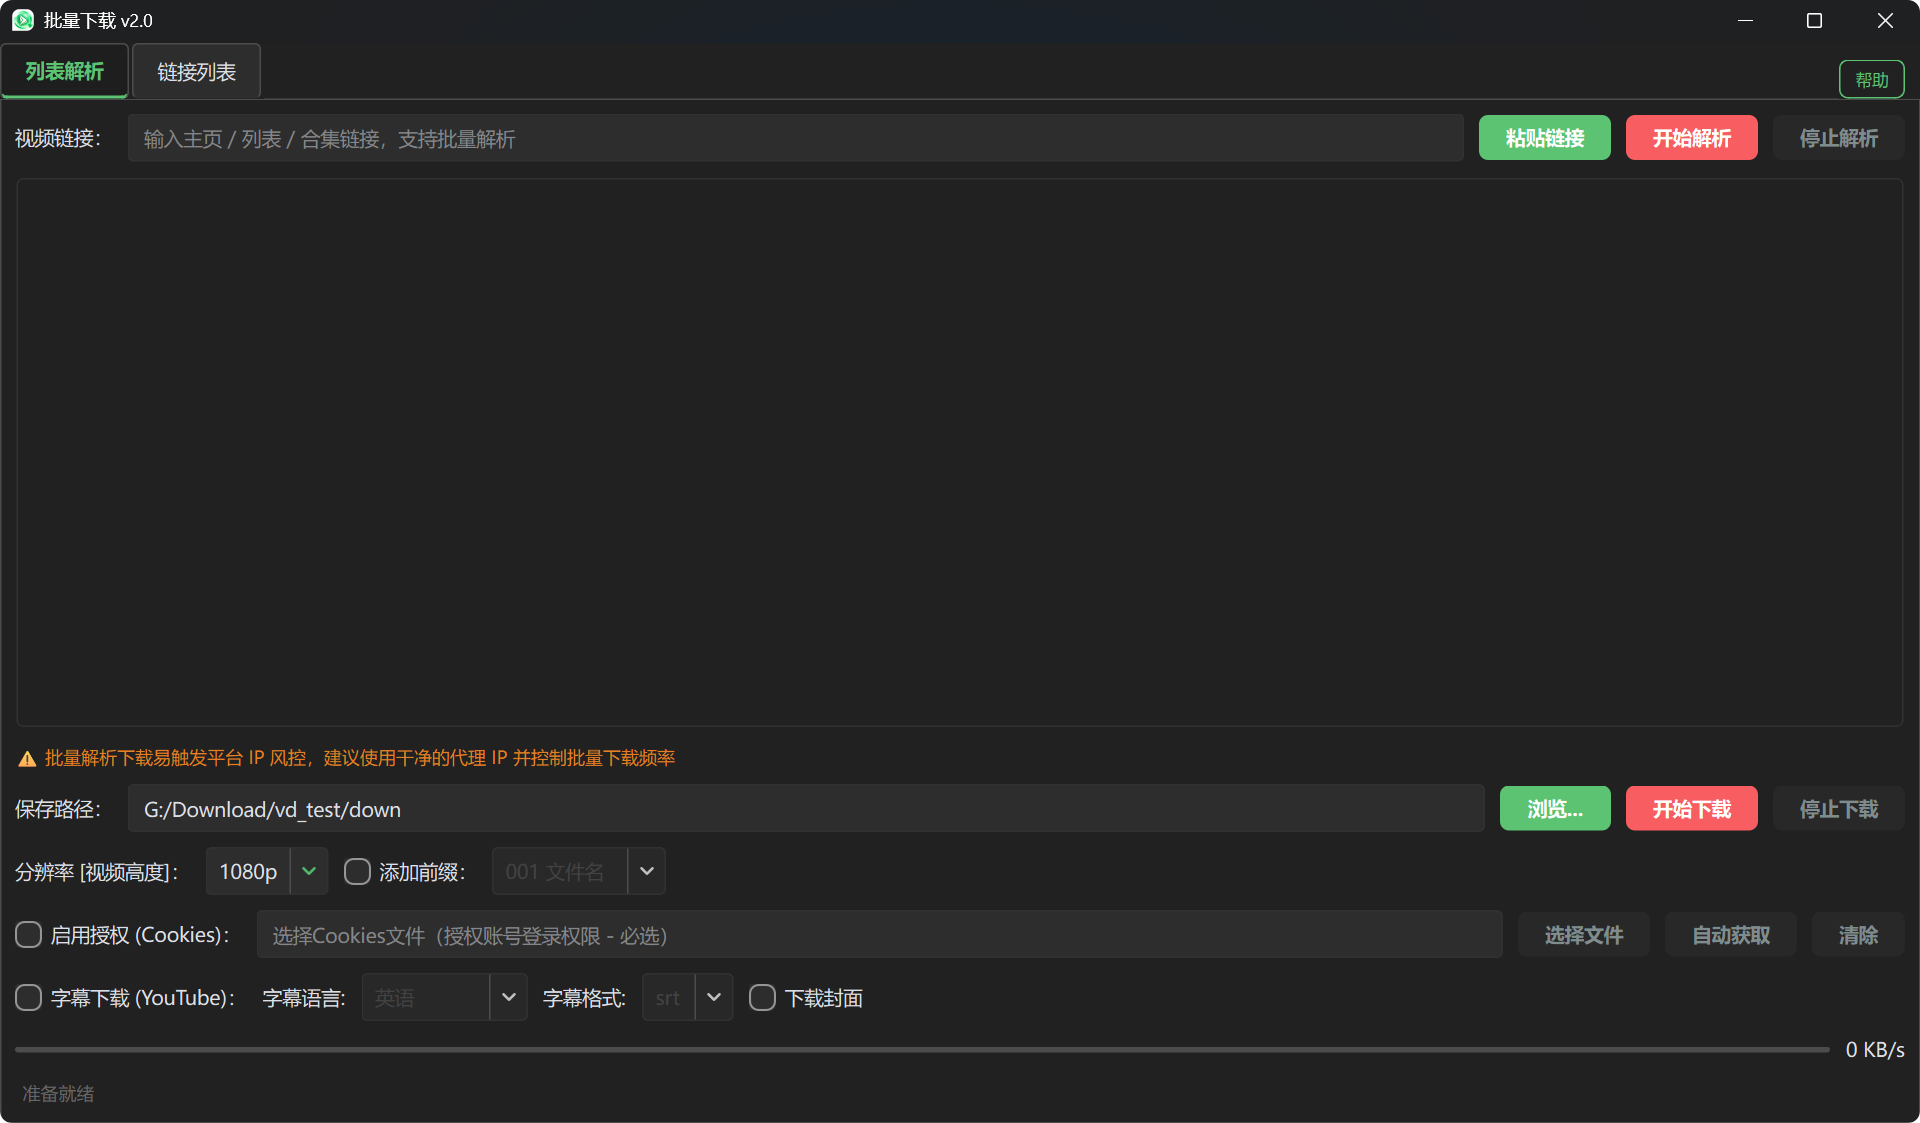 批量下载 v2.0
列表解析 链接列表
帮助
视频链接： 输入主页 / 列表 / 合集链接，支持批量解析 粘贴链接 开始解析 停止解析
批量解析下载易触发平台 IP 风控，建议使用干净的代理 IP 并控制批量下载频率
保存路径： G:/Download/vd_test/down 浏览... 开始下载 停止下载
分辨率 [视频高度]： 1080p 添加前缀： 001 文件名
启用授权 (Cookies)： 选择Cookies文件（授权账号登录权限 - 必选） 选择文件 自动获取 清除
字幕下载 (YouTube)： 字幕语言: 英语 字幕格式: srt 下载封面
0 KB/s
准备就绪